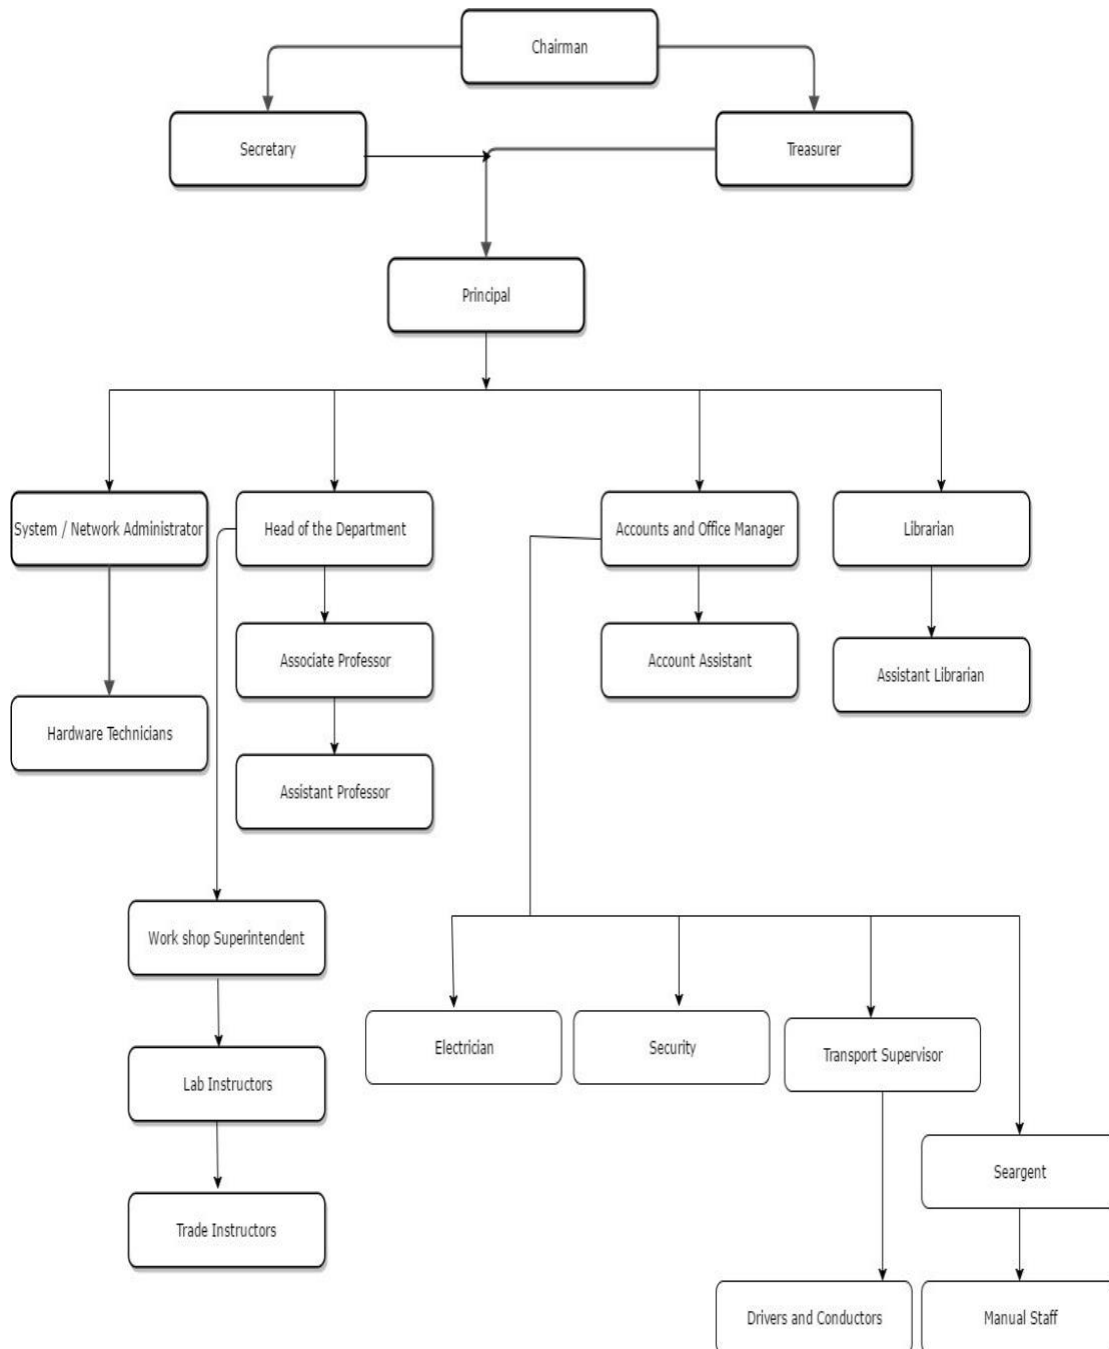 Chairman
Secretary
Treasurer
Principal
System / Network Administrator
Head of the Department
Accounts and Office Manager
Librarian
Associate Professor
Account Assistant
Assistant Librarian
Hardware Technicians
Assistant Professor
Work shop Superintendent
Electrician
Security
Transport Supervisor
Lab Instructors
Seargent
Trade Instructors
Drivers and Conductors
Manual Staff